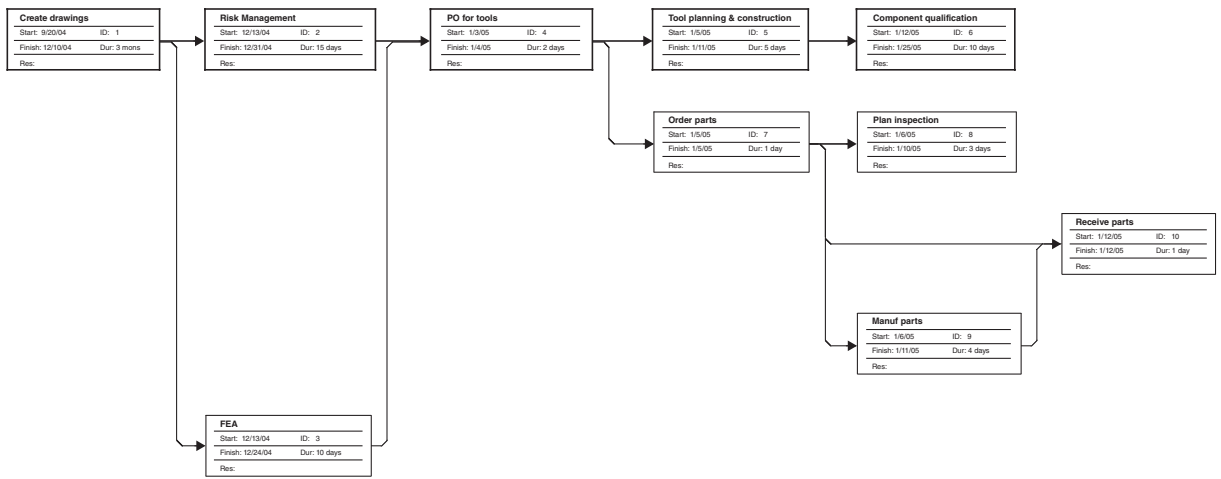 Create drawings
Start: 9/20/04 ID: 1
Finish: 12/10/04 Dur: 3 mons
Res:
Risk Management
Start: 12/13/04 ID: 2
Finish: 12/31/04 Dur: 15 days
Res:
PO for tools
Start: 1/3/05 ID: 4
Finish: 1/4/05 Dur: 2 days
Res:
Tool planning & construction
Start: 1/5/05 ID: 5
Finish: 1/11/05 Dur: 5 days
Res:
Component qualification
Start: 1/12/05 ID: 6
Finish: 1/25/05 Dur: 10 days
Res:
Order parts
Start: 1/5/05 ID: 7
Finish: 1/5/05 Dur: 1 day
Res:
Plan inspection
Start: 1/6/05 ID: 8
Finish: 1/10/05 Dur: 3 days
Res:
Receive parts
Start: 1/12/05 ID: 10
Finish: 1/12/05 Dur: 1 day
Res:
Manuf parts
Start: 1/6/05 ID: 9
Finish: 1/11/05 Dur: 4 days
Res:
FEA
Start: 12/13/04 ID: 3
Finish: 12/24/04 Dur: 10 days
Res: